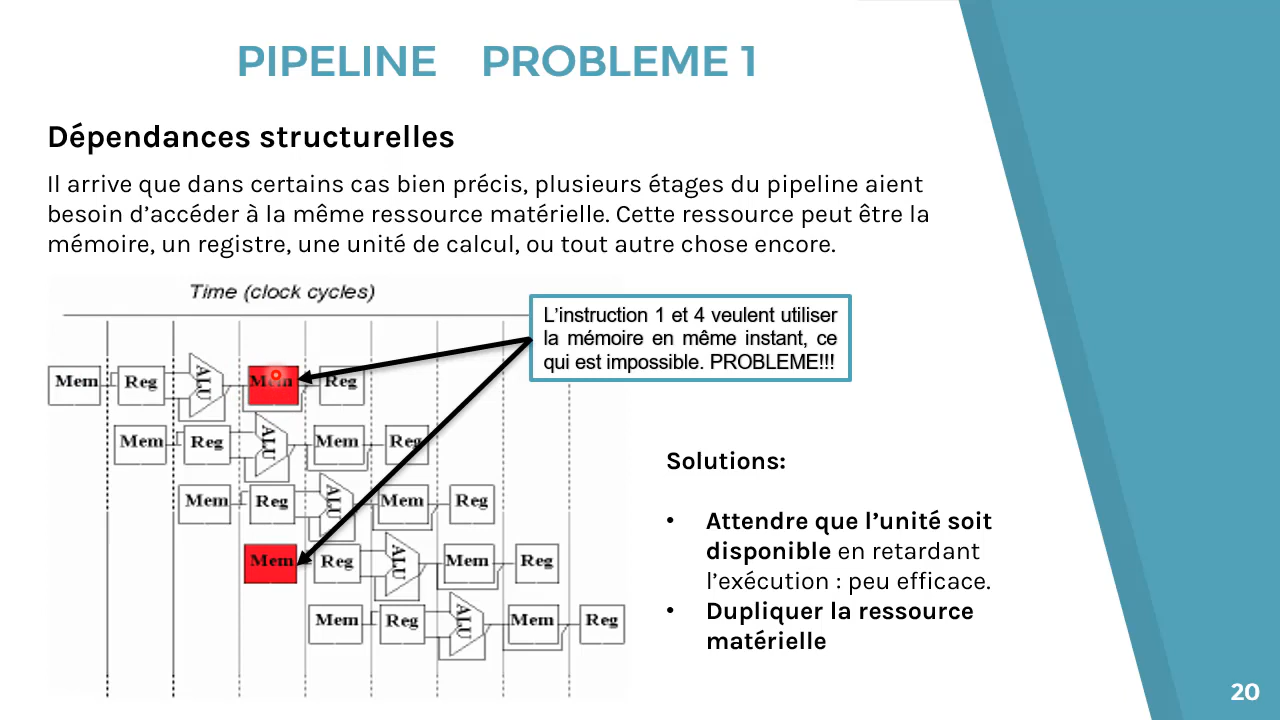 PIPELINE PROBLEME 1
Dépendances structurelles
Il arrive que dans certains cas bien précis, plusieurs étages du pipeline aient
besoin d’accéder à la même ressource matérielle. Cette ressource peut être la
mémoire, un registre, une unité de calcul, ou tout autre chose encore.
Time (clock cycles)
L’instruction 1 et 4 veulent utiliser
la mémoire en même instant, ce
qui est impossible. PROBLEME!!!
Mem Reg ALU Mem Reg
Mem Reg ALU Mem Reg
Mem Reg ALU Mem Reg
Mem Reg ALU Mem Reg
Mem Reg ALU Mem Reg
Solutions:
• Attendre que l’unité soit
disponible en retardant
l’exécution : peu efficace.
• Dupliquer la ressource
matérielle
20